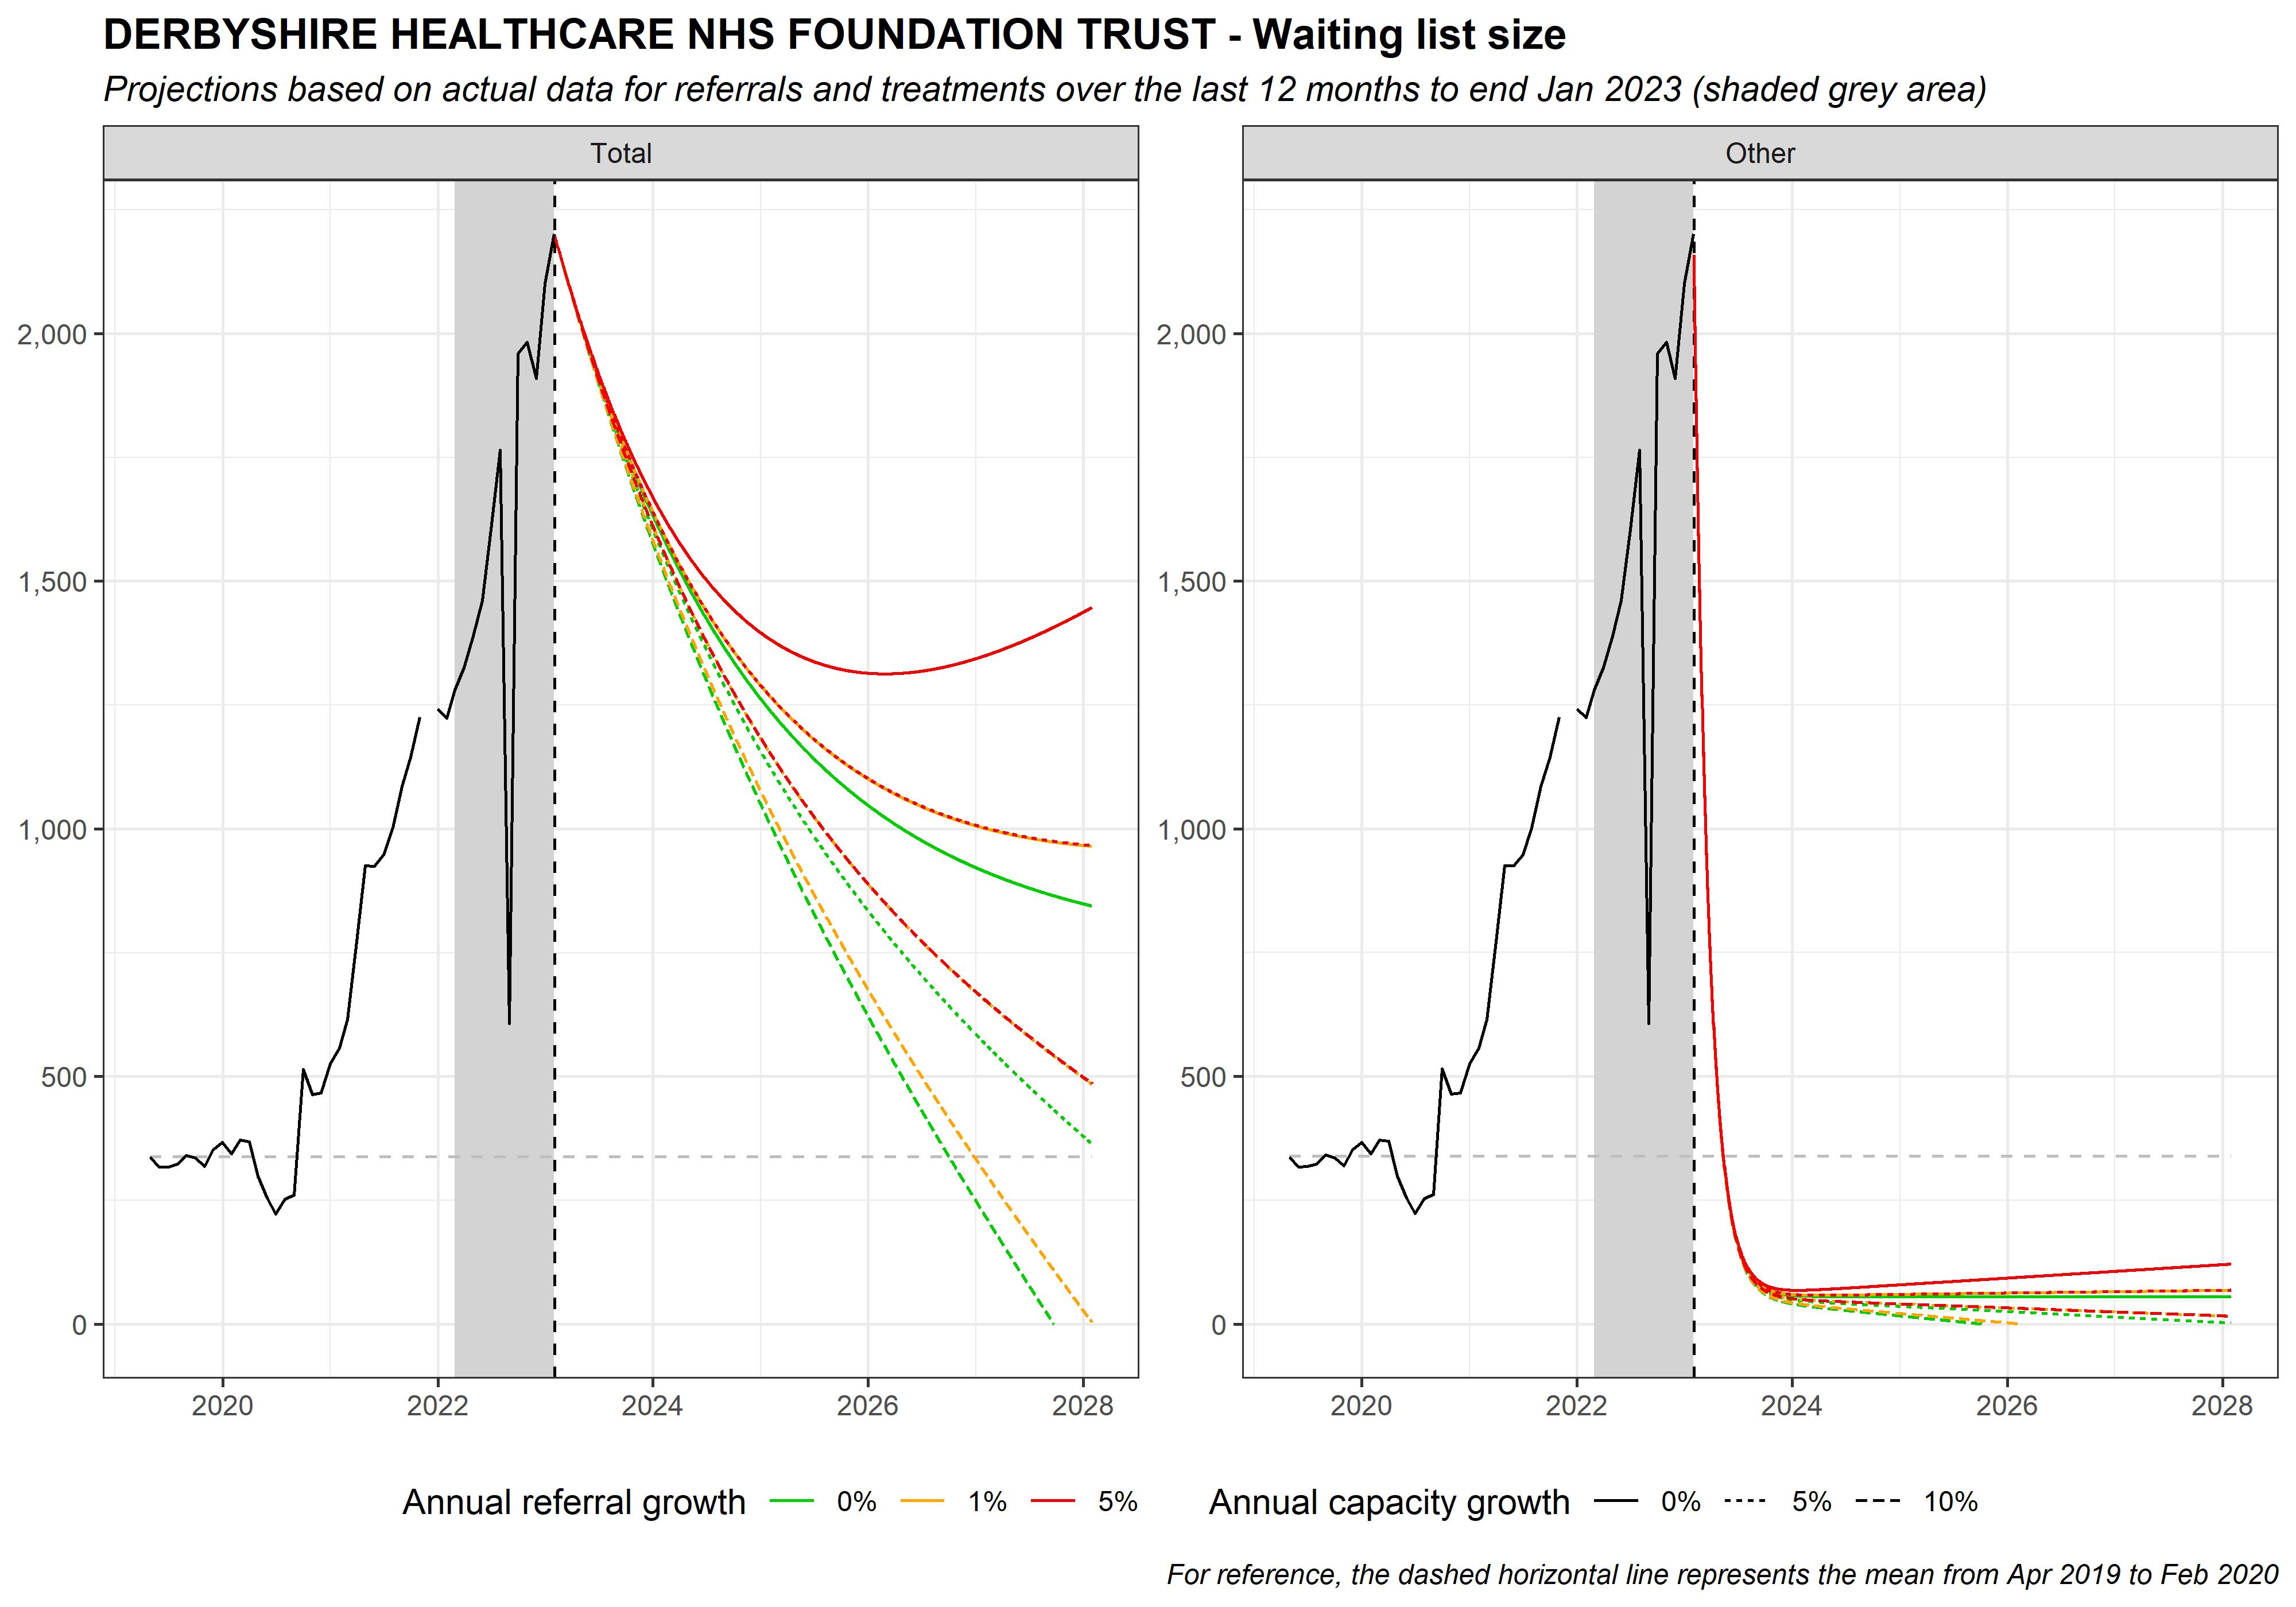 DERBYSHIRE HEALTHCARE NHS FOUNDATION TRUST - Waiting list size
Projections based on actual data for referrals and treatments over the last 12 months to end Jan 2023 (shaded grey area)
Total
Other
2,000
1,500
1,000
500
0
2,000
1,500
1,000
500
0
2020 2022 2024 2026 2028
2020 2022 2024 2026 2028
Annual referral growth 0% 1% 5%
Annual capacity growth 0% 5% 10%
For reference, the dashed horizontal line represents the mean from Apr 2019 to Feb 2020